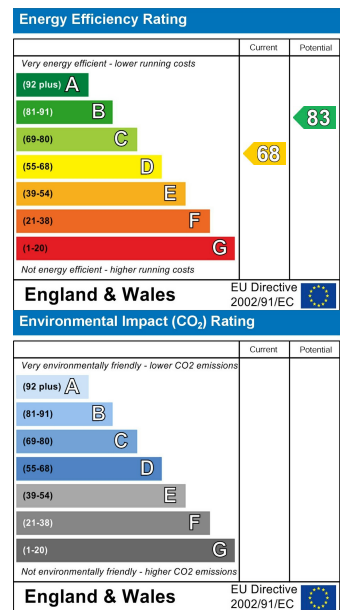 Energy Efficiency Rating
Current Potential
Very energy efficient - lower running costs
(92 plus) A
(81-91) B
(69-80) C
(55-68) D
(39-54) E
(21-38) F
(1-20) G
68
83
Not energy efficient - higher running costs
England & Wales
EU Directive
2002/91/EC
Environmental Impact (CO₂) Rating
Current Potential
Very environmentally friendly - lower CO2 emissions
(92 plus) A
(81-91) B
(69-80) C
(55-68) D
(39-54) E
(21-38) F
(1-20) G
Not environmentally friendly - higher CO2 emissions
England & Wales
EU Directive
2002/91/EC